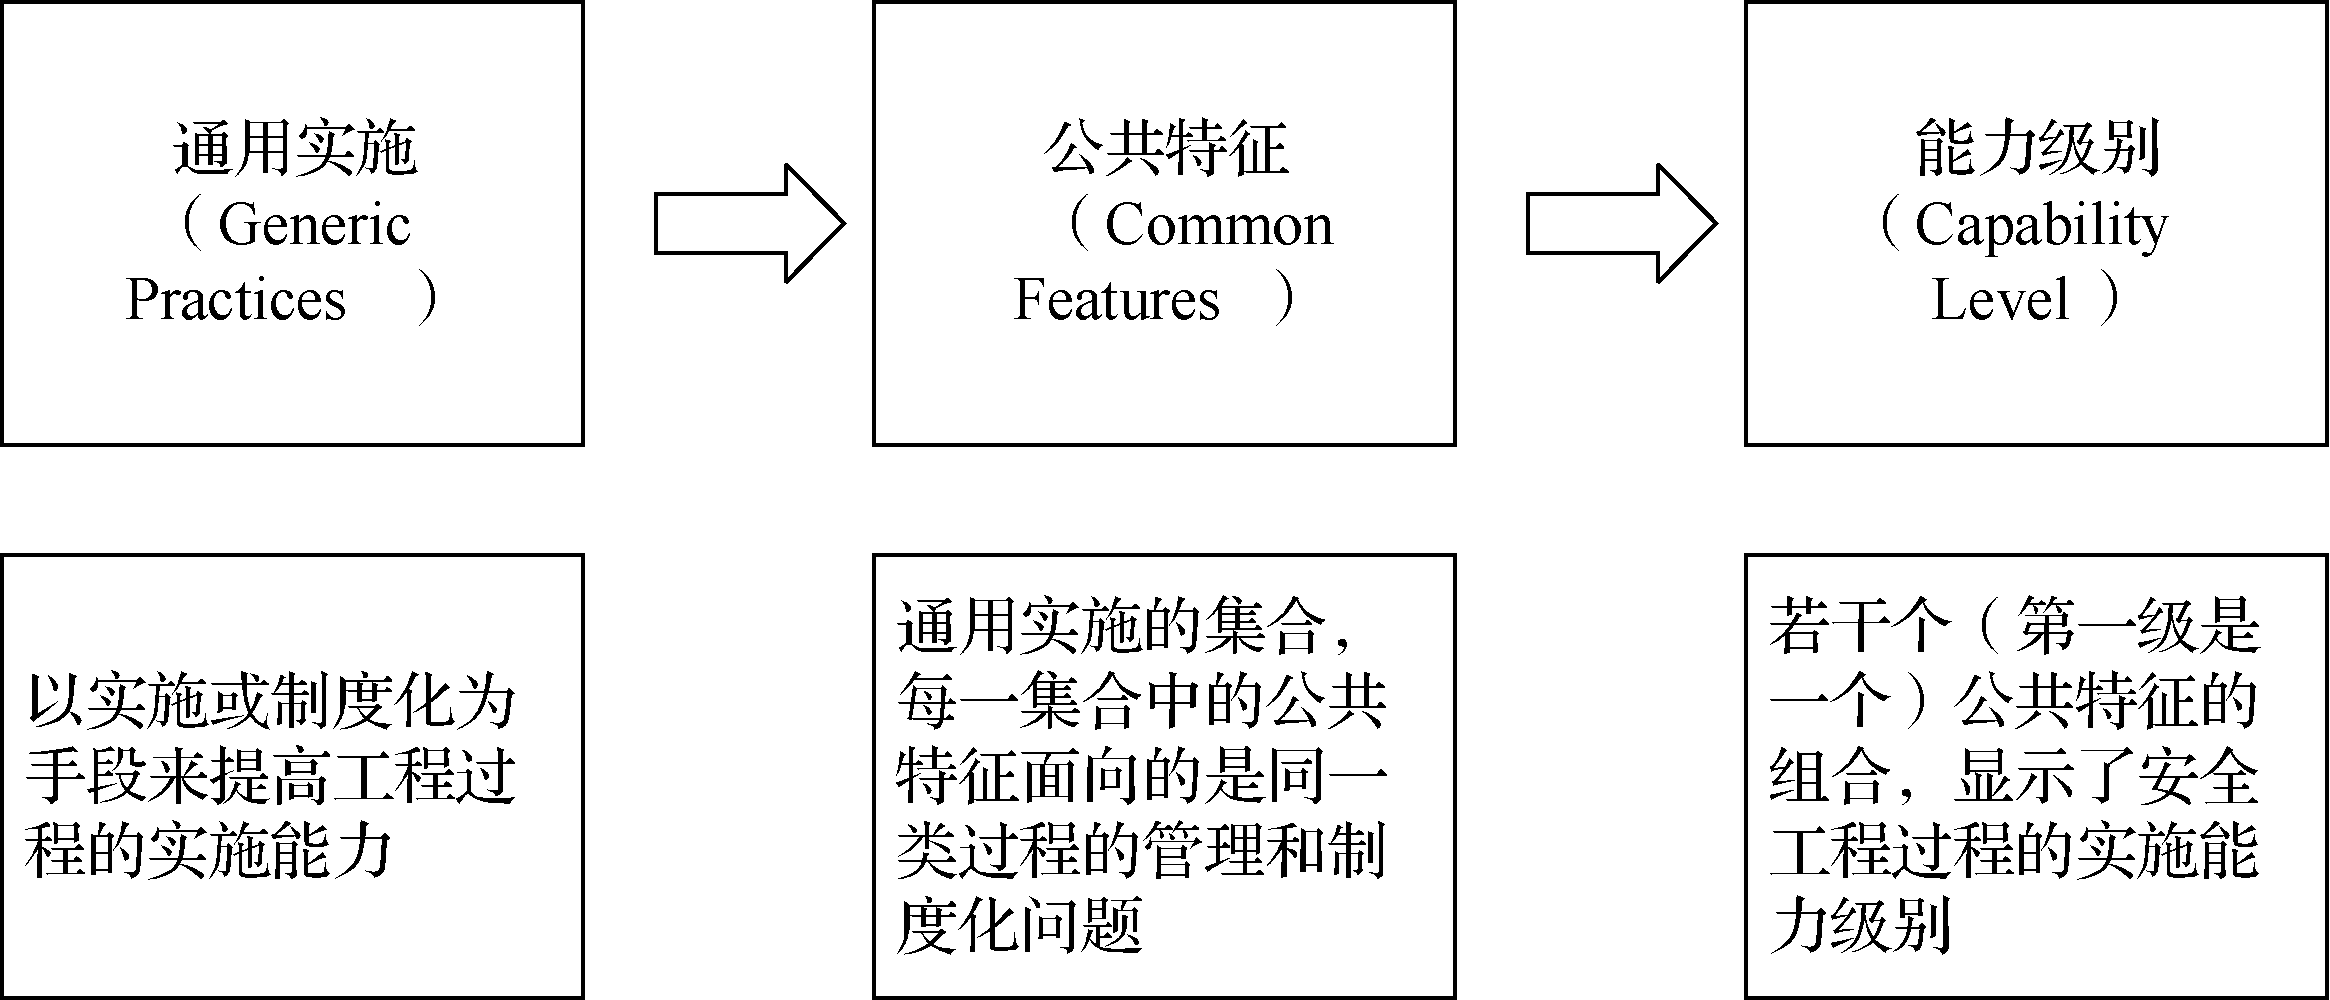 通用实施
（Generic
Practices ）
公共特征
（Common
Features ）
能力级别
（Capability
Level ）
以实施或制度化为
手段来提高工程过
程的实施能力
通用实施的集合，
每一集合中的公共
特征面向的是同一
类过程的管理和制
度化问题
若干个（第一级是
一个）公共特征的
组合，显示了安全
工程过程的实施能
力级别